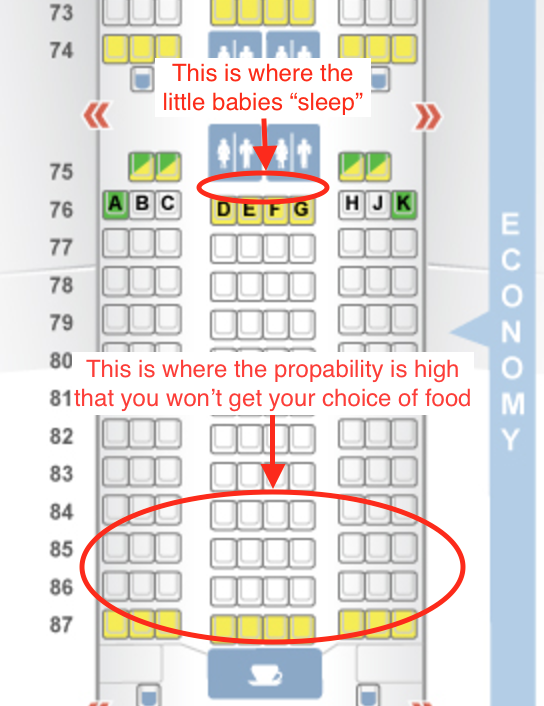 73
74
This is where the
little babies “sleep”
75
76 A B C D E F G H J K
77
78
79
80
This is where the propability is high
81 that you won’t get your choice of food
82
83
84
85
86
87
ECONOMY